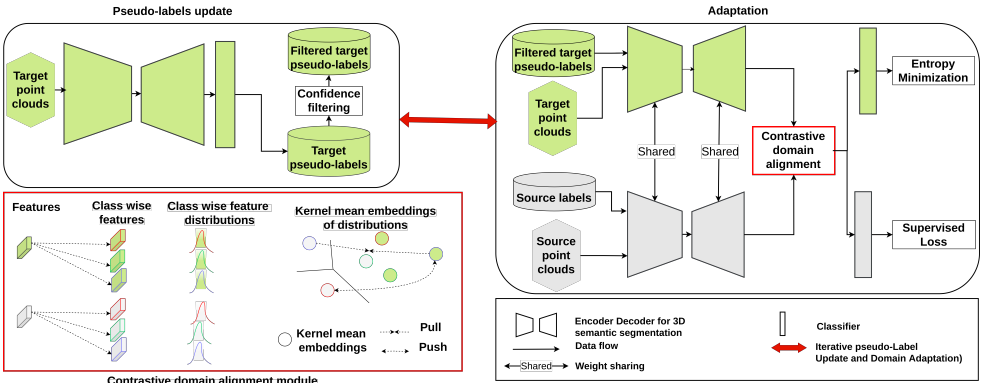 Pseudo-labels update
Target
point
clouds
Filtered target
pseudo-labels
Confidence
filtering
Target
pseudo-labels
Adaptation
Filtered target
pseudo-labels
Target
point
clouds
Shared
Shared
Source labels
Source
point
clouds
Contrastive
domain
alignment
Entropy
Minimization
Supervised
Loss
Features
Class wise
features
Class wise feature
distributions
Kernel mean embeddings
of distributions
Kernel mean
embeddings
Pull
Push
Contrastive domain alignment module
Encoder Decoder for 3D
semantic segmentation
Data flow
Shared
Weight sharing
Classifier
Iterative pseudo-Label
Update and Domain Adaptation)